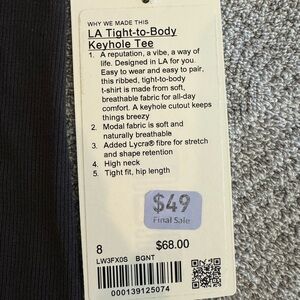 WHY WE MADE THIS
LA Tight-to-Body
Keyhole Tee
1. A reputation, a vibe, a way of
life. Designed in LA for you
Easy to wear and easy to pair,
this ribbed, tight-to-body
t-shirt is made from soft,
breathable fabric for all-day
comfort. A keyhole cutout keeps
things breezy
2. Modal fabric is soft and
naturally breathable
3. Added Lycra® fibre for stretch
and shape retention
4. High neck
5. Tight fit, hip length
$49
Final Sale
8 $68.00
LW3FX0S BGNT
000139125074